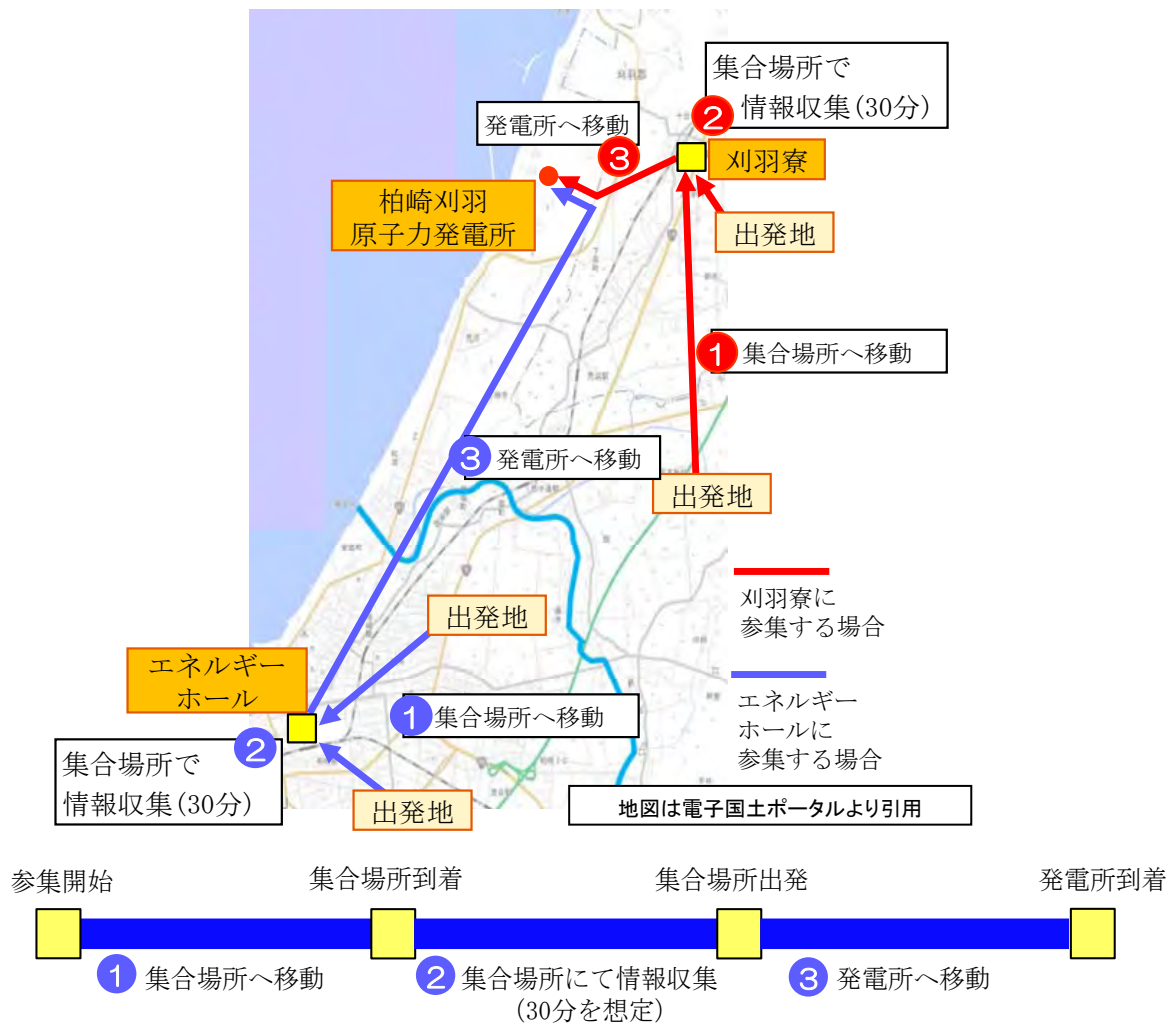 集合場所で
情報収集(30分)
2
発電所へ移動
3
刈羽寮
柏崎刈羽
原子力発電所
出発地
1
集合場所へ移動
3
発電所へ移動
出発地
刈羽寮に
参集する場合
出発地
エネルギー
ホール
エネルギー
ホールに
参集する場合
1
集合場所へ移動
2
集合場所で
情報収集(30分)
出発地
地図は電子国土ポータルより引用
参集開始
集合場所到着
集合場所出発
発電所到着
1 集合場所へ移動
2 集合場所にて情報収集
(30分を想定)
3 発電所へ移動